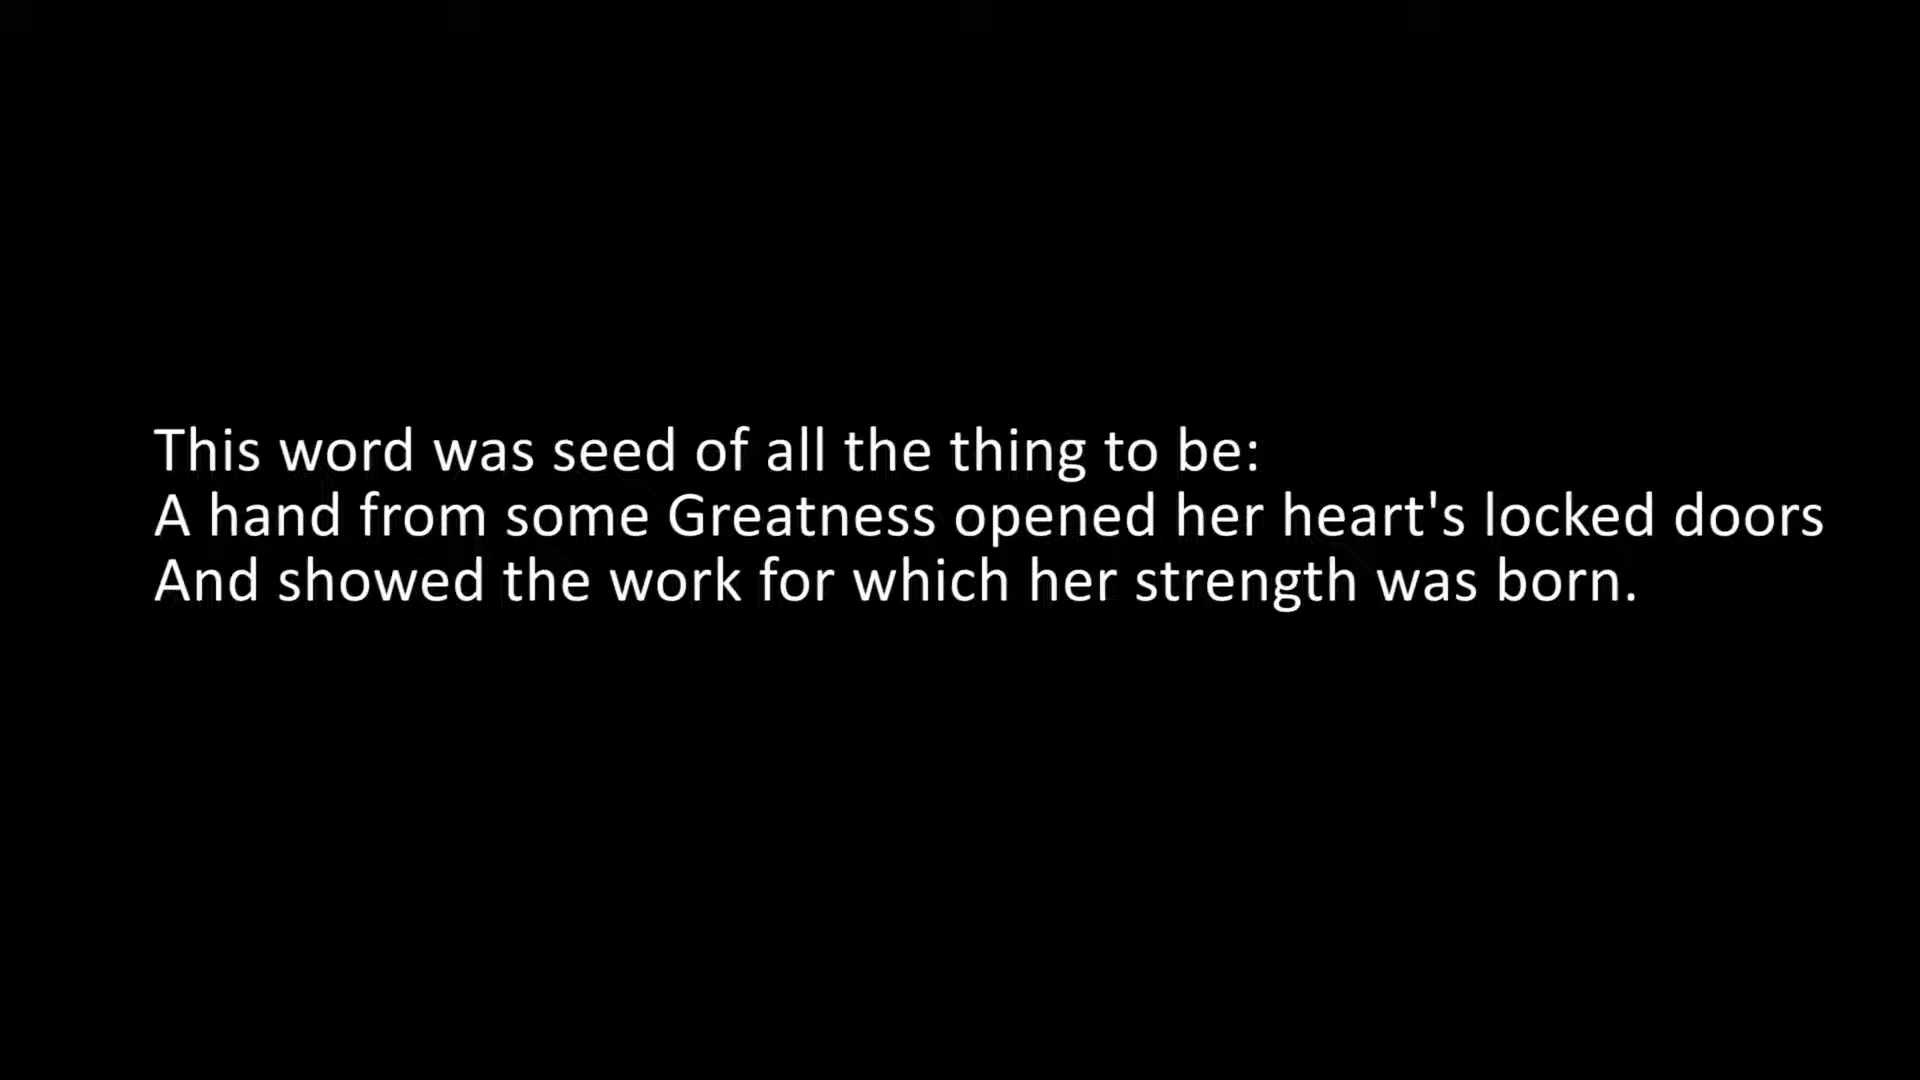 This word was seed of all the thing to be:
A hand from some Greatness opened her heart's locked doors
And showed the work for which her strength was born.